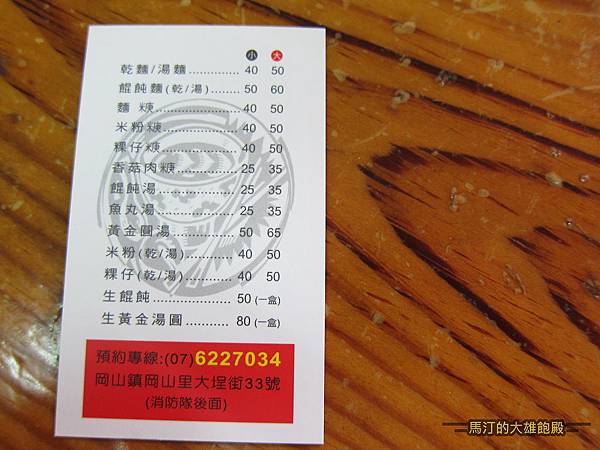 小 大
乾麵/湯麵.............. 40 50
餛飩麵(乾/湯)........ 50 60
麵 焿........................ 40 50
米粉焿...................... 40 50
粿仔焿...................... 40 50
香菇肉焿.................. 25 35
餛飩湯...................... 25 35
魚丸湯...................... 25 35
黃金圓湯.................. 50 65
米粉(乾/湯)............. 40 50
粿仔(乾/湯)............. 40 50
生餛飩...................... 50 (一盒)
生黃金湯圓............ 80 (一盒)
預約專線:(07)6227034
岡山鎮岡山里大埕街33號
(消防隊後面)
馬汀的大雄飽殿